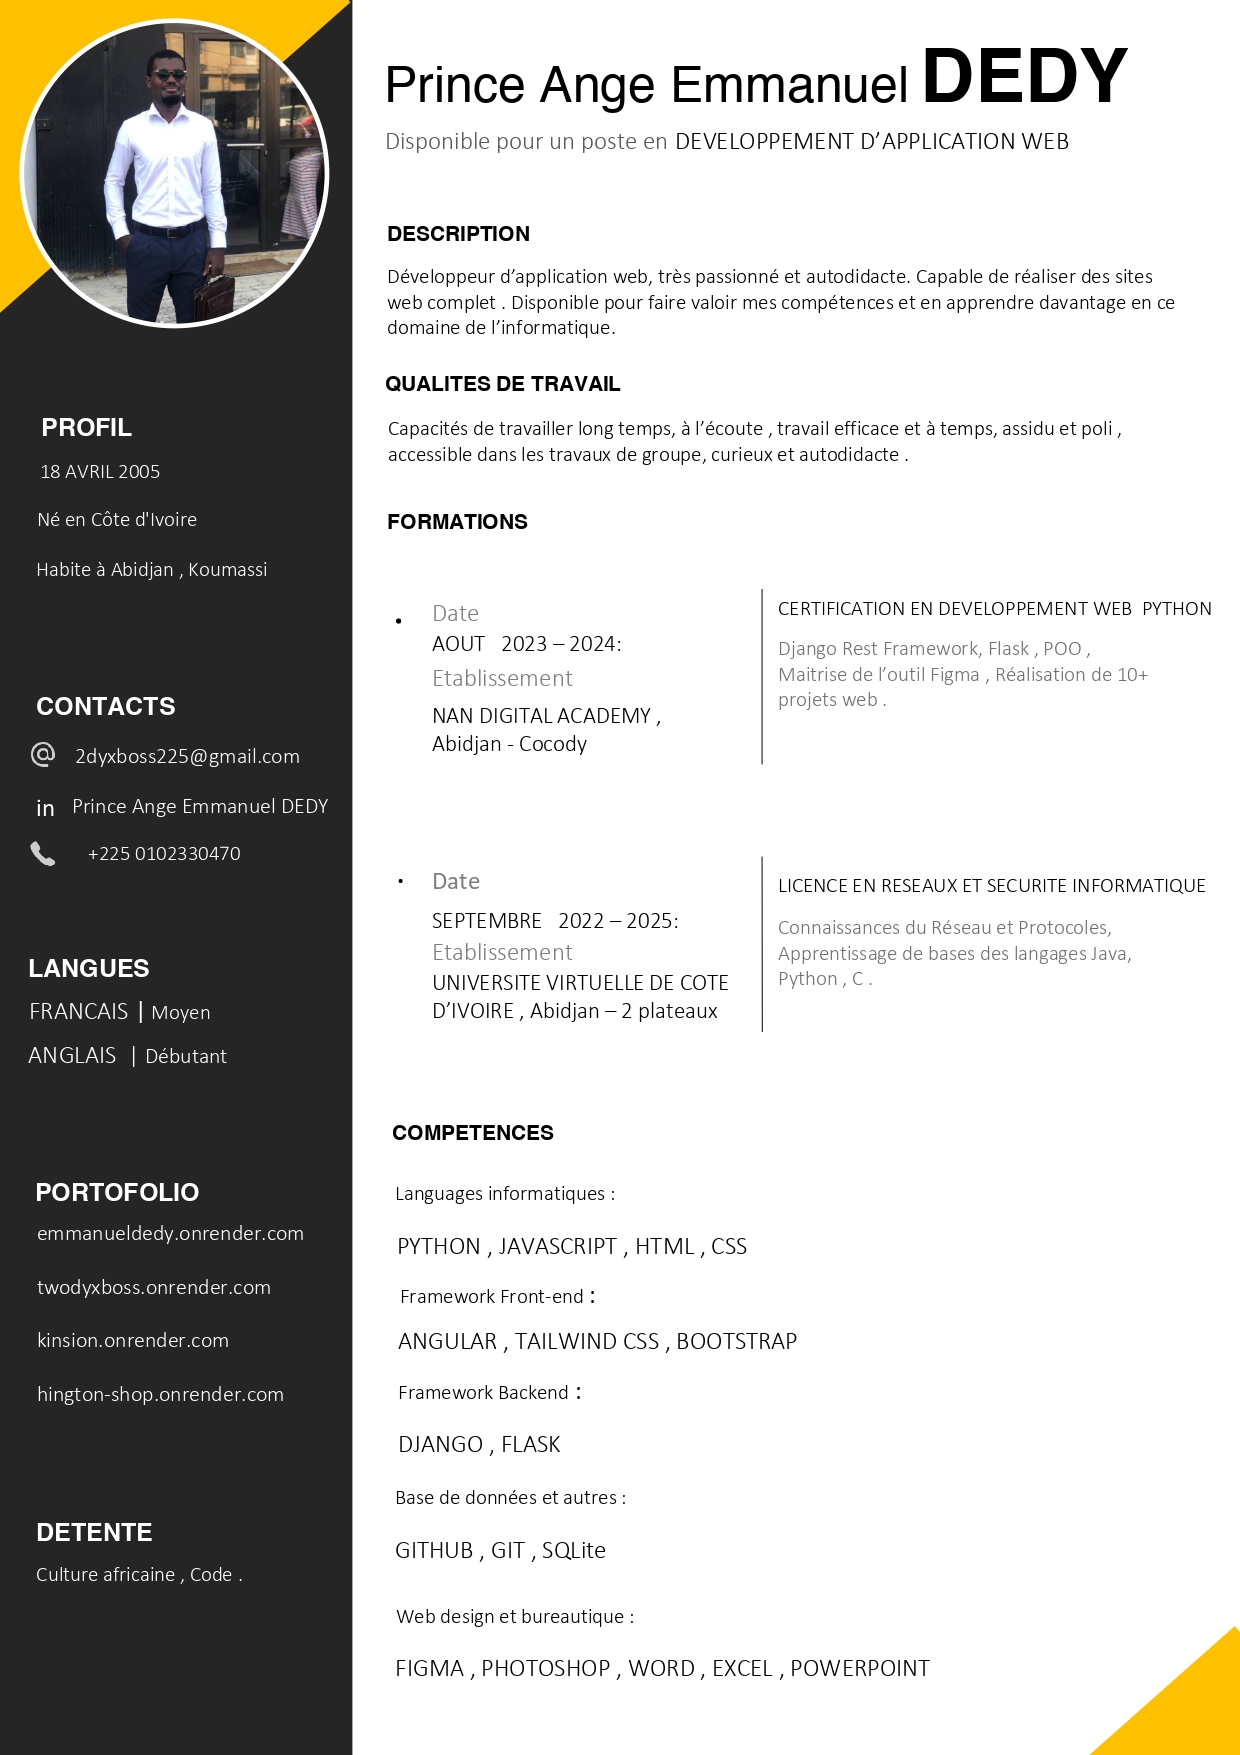 Prince Ange Emmanuel DEDY
Disponible pour un poste en DEVELOPPEMENT D’APPLICATION WEB
DESCRIPTION
Développeur d’application web, très passionné et autodidacte. Capable de réaliser des sites
web complet . Disponible pour faire valoir mes compétences et en apprendre davantage en ce
domaine de l’informatique.
QUALITES DE TRAVAIL
Capacités de travailler long temps, à l’écoute , travail efficace et à temps, assidu et poli ,
accessible dans les travaux de groupe, curieux et autodidacte .
FORMATIONS
Date
AOUT 2023 – 2024:
Etablissement
NAN DIGITAL ACADEMY ,
Abidjan - Cocody
CERTIFICATION EN DEVELOPPEMENT WEB PYTHON
Django Rest Framework, Flask , POO ,
Maitrise de l’outil Figma , Réalisation de 10+
projets web .
Date
SEPTEMBRE 2022 – 2025:
Etablissement
UNIVERSITE VIRTUELLE DE COTE
D’IVOIRE , Abidjan – 2 plateaux
LICENCE EN RESEAUX ET SECURITE INFORMATIQUE
Connaissances du Réseau et Protocoles,
Apprentissage de bases des langages Java,
Python , C .
COMPETENCES
Languages informatiques :
PYTHON , JAVASCRIPT , HTML , CSS
Framework Front-end :
ANGULAR , TAILWIND CSS , BOOTSTRAP
Framework Backend :
DJANGO , FLASK
Base de données et autres :
GITHUB , GIT , SQLite
Web design et bureautique :
FIGMA , PHOTOSHOP , WORD , EXCEL , POWERPOINT
PROFIL
18 AVRIL 2005
Né en Côte d'Ivoire
Habite à Abidjan , Koumassi
CONTACTS
@ 2dyxboss225@gmail.com
in Prince Ange Emmanuel DEDY
+225 0102330470
LANGUES
FRANCAIS | Moyen
ANGLAIS | Débutant
PORTOFOLIO
emmanueldedy.onrender.com
twodyxboss.onrender.com
kinsion.onrender.com
hington-shop.onrender.com
DETENTE
Culture africaine , Code .